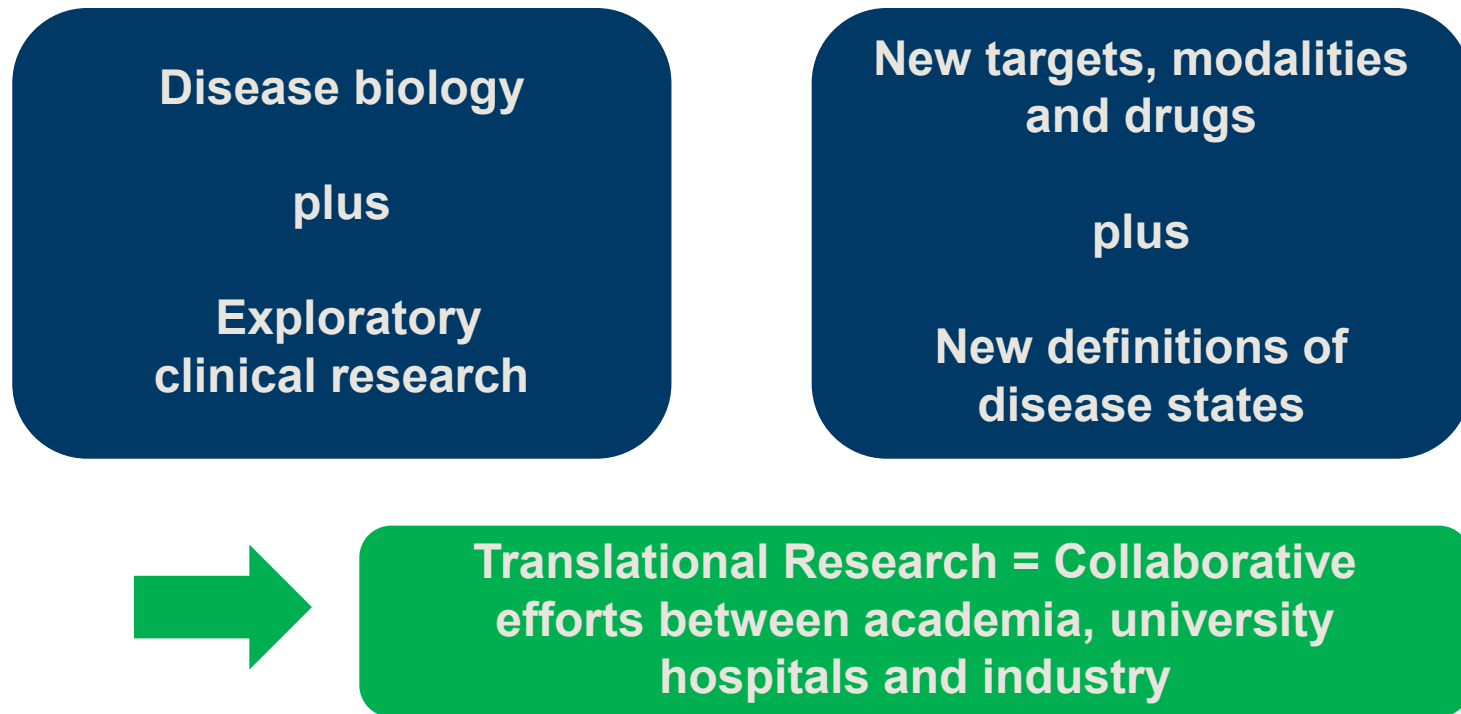 Disease biology
plus
Exploratory
clinical research
New targets, modalities
and drugs
plus
New definitions of
disease states
Translational Research = Collaborative
efforts between academia, university
hospitals and industry